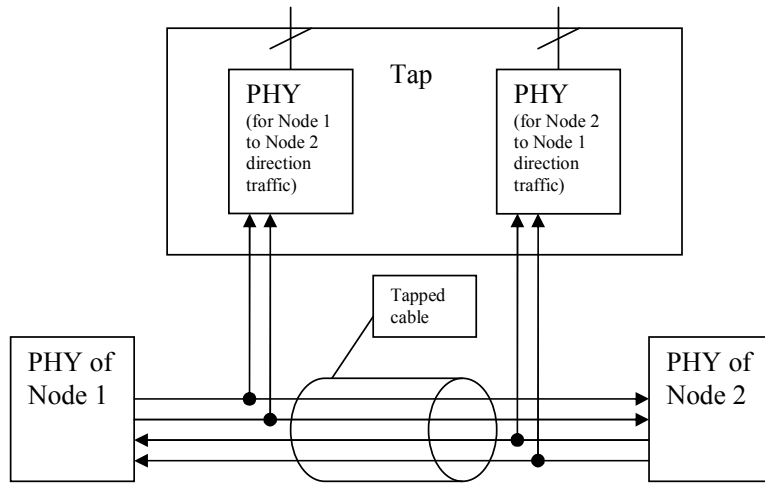 Tap
PHY
(for Node 1
to Node 2
direction
traffic)
PHY
(for Node 2
to Node 1
direction
traffic)
Tapped
cable
PHY of
Node 1
PHY of
Node 2